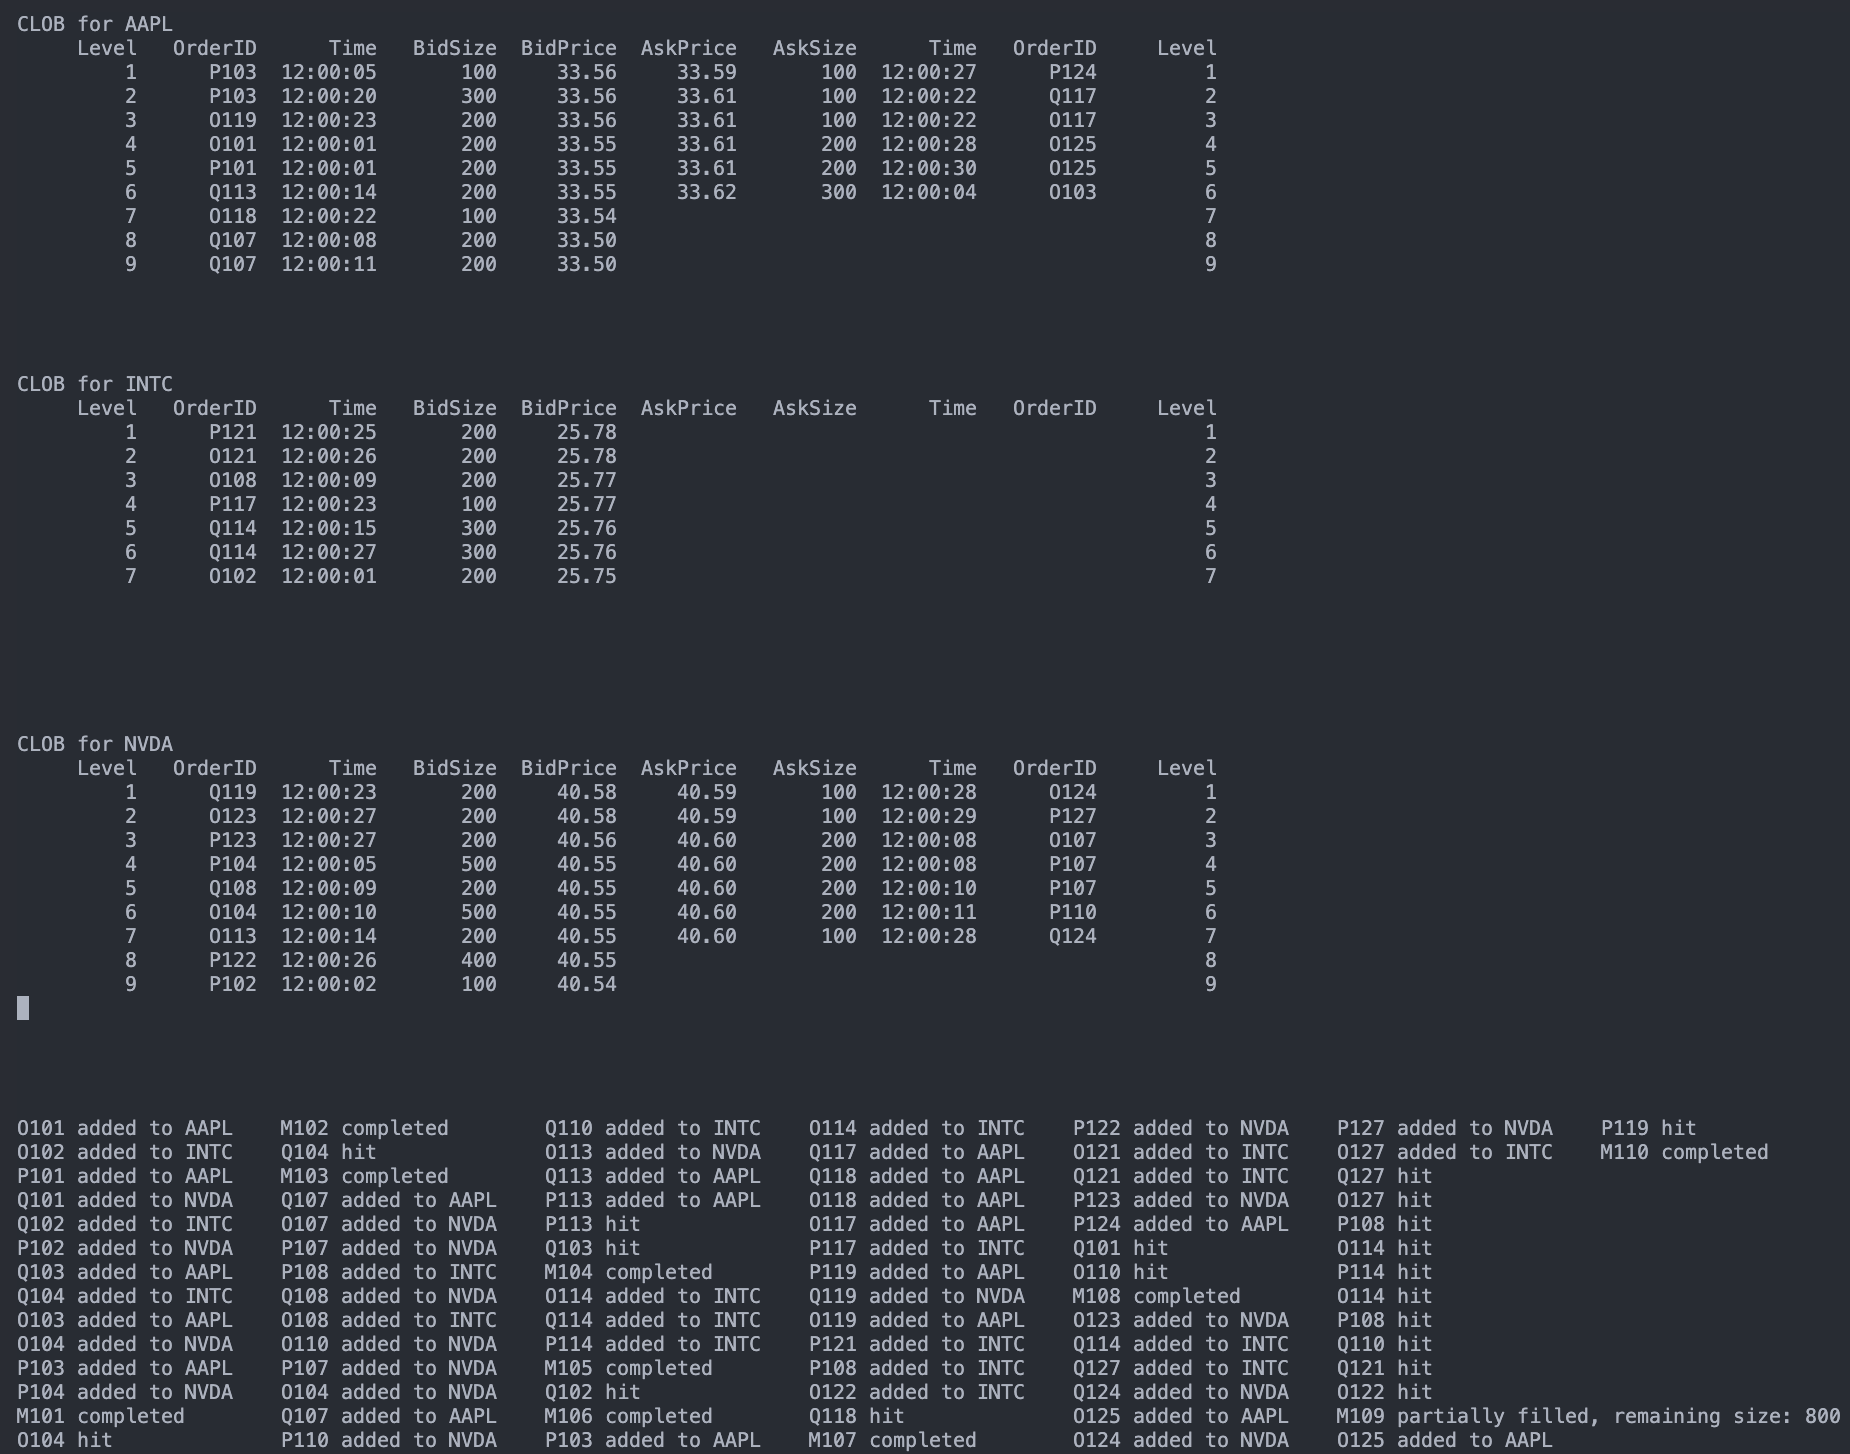 CLOB for AAPL
Level OrderID Time BidSize BidPrice AskPrice AskSize Time OrderID Level
1 P103 12:00:05 100 33.56 33.59 100 12:00:27 P124 1
2 P103 12:00:20 300 33.56 33.61 100 12:00:22 Q117 2
3 O119 12:00:23 200 33.56 33.61 100 12:00:22 O117 3
4 O101 12:00:01 200 33.55 33.61 200 12:00:28 O125 4
5 P101 12:00:01 200 33.55 33.61 200 12:00:30 O125 5
6 Q113 12:00:14 200 33.55 33.62 300 12:00:04 O103 6
7 O118 12:00:22 100 33.54 7
8 Q107 12:00:08 200 33.50 8
9 Q107 12:00:11 200 33.50 9
CLOB for INTC
Level OrderID Time BidSize BidPrice AskPrice AskSize Time OrderID Level
1 P121 12:00:25 200 25.78 1
2 O121 12:00:26 200 25.78 2
3 O108 12:00:09 200 25.77 3
4 P117 12:00:23 100 25.77 4
5 Q114 12:00:15 300 25.76 5
6 Q114 12:00:27 300 25.76 6
7 O102 12:00:01 200 25.75 7
CLOB for NVDA
Level OrderID Time BidSize BidPrice AskPrice AskSize Time OrderID Level
1 Q119 12:00:23 200 40.58 40.59 100 12:00:28 O124 1
2 O123 12:00:27 200 40.58 40.59 100 12:00:29 P127 2
3 P123 12:00:27 200 40.56 40.60 200 12:00:08 O107 3
4 P104 12:00:05 500 40.55 40.60 200 12:00:08 P107 4
5 Q108 12:00:09 200 40.55 40.60 200 12:00:10 P107 5
6 O104 12:00:10 500 40.55 40.60 200 12:00:11 P110 6
7 O113 12:00:14 200 40.55 40.60 100 12:00:28 Q124 7
8 P122 12:00:26 400 40.55 8
9 P102 12:00:02 100 40.54 9
O101 added to AAPL M102 completed Q110 added to INTC O114 added to INTC P122 added to NVDA P127 added to NVDA P119 hit
O102 added to INTC Q104 hit O113 added to NVDA Q117 added to AAPL O121 added to INTC O127 added to INTC M110 completed
P101 added to AAPL M103 completed Q113 added to AAPL Q118 added to AAPL Q121 added to INTC Q127 hit
Q101 added to NVDA Q107 added to AAPL P113 added to AAPL O118 added to AAPL P123 added to NVDA O127 hit
Q102 added to INTC O107 added to NVDA P113 hit O117 added to AAPL P124 added to AAPL P108 hit
P102 added to NVDA P107 added to NVDA Q103 hit P117 added to INTC Q101 hit O114 hit
Q103 added to AAPL P108 added to INTC M104 completed P119 added to AAPL O110 hit P114 hit
Q104 added to INTC Q108 added to NVDA O114 added to INTC Q119 added to NVDA M108 completed O114 hit
O103 added to AAPL O108 added to INTC Q114 added to INTC O119 added to AAPL O123 added to NVDA P108 hit
O104 added to NVDA O110 added to NVDA P114 added to INTC P121 added to INTC Q114 added to INTC Q110 hit
P103 added to AAPL P107 added to NVDA M105 completed P108 added to INTC Q127 added to INTC Q121 hit
P104 added to NVDA O104 added to NVDA Q102 hit O122 added to INTC Q124 added to NVDA O122 hit
M101 completed Q107 added to AAPL M106 completed Q118 hit O125 added to AAPL M109 partially filled, remaining size: 800
O104 hit P110 added to NVDA P103 added to AAPL M107 completed O124 added to NVDA O125 added to AAPL